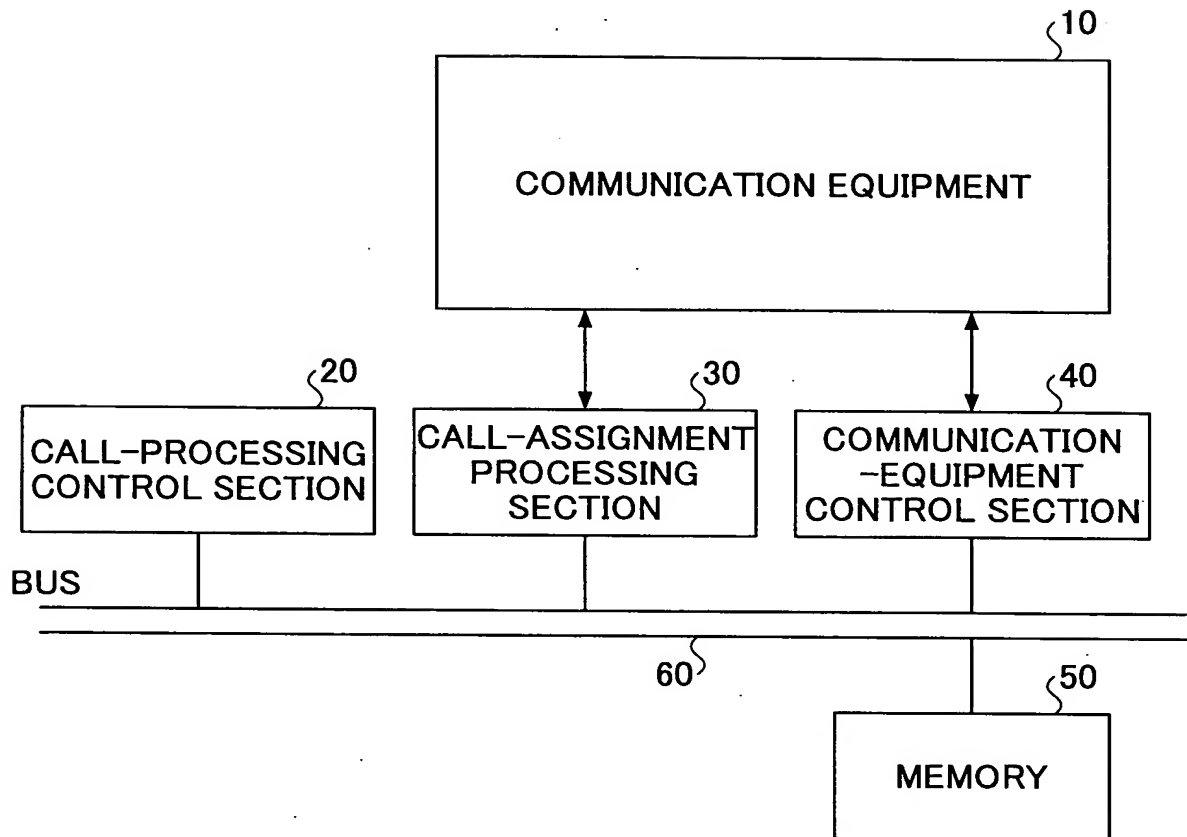 10
COMMUNICATION EQUIPMENT
20
30
40
CALL-PROCESSING
CONTROL SECTION
CALL-ASSIGNMENT
PROCESSING
SECTION
COMMUNICATION
-EQUIPMENT
CONTROL SECTION
BUS
60
50
MEMORY